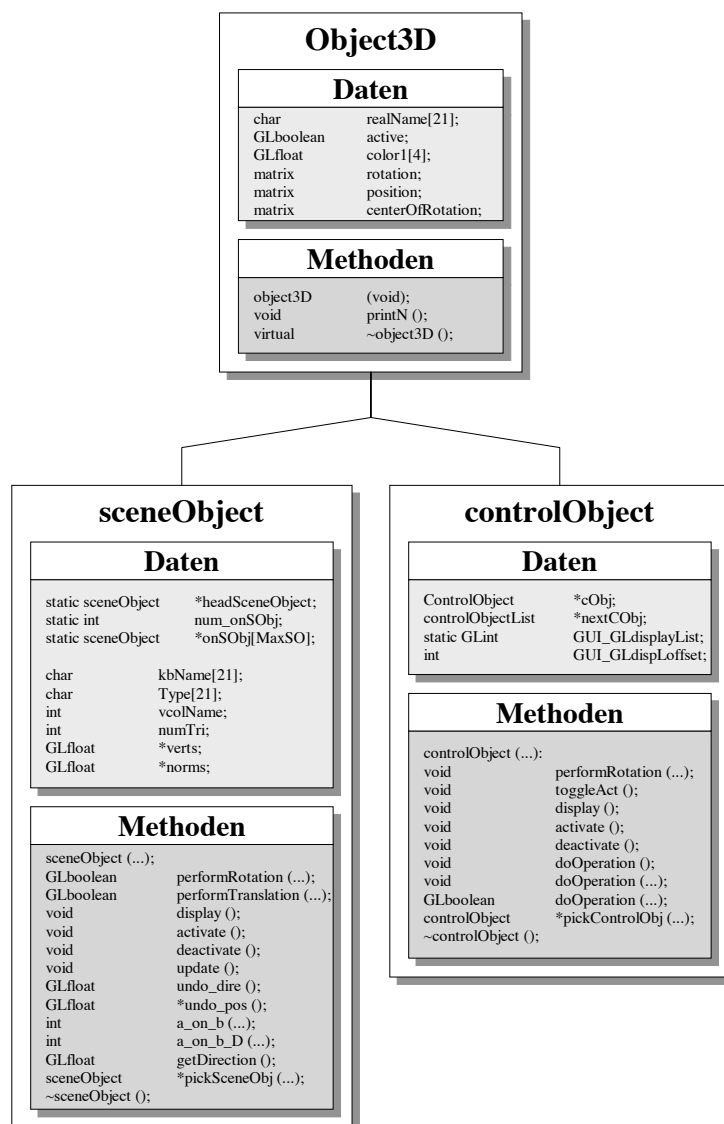 Object3D
Daten
char realName[21];
GLboolean active;
GLfloat color1[4];
matrix rotation;
matrix position;
matrix centerOfRotation;
Methoden
object3D (void);
void printN ();
virtual ~object3D ();
sceneObject
Daten
static sceneObject *headSceneObject;
static int num_onSObj;
static sceneObject *onSObj[MaxSO];
char kbName[21];
char Type[21];
int vcolName;
int numTri;
GLfloat *verts;
GLfloat *norms;
Methoden
sceneObject (...);
GLboolean performRotation (...);
GLboolean performTranslation (...);
void display ();
void activate ();
void deactivate ();
void update ();
GLfloat undo_dire ();
GLfloat *undo_pos ();
int a_on_b (...);
int a_on_b_D (...);
GLfloat getDirection ();
sceneObject *pickSceneObj (...);
~sceneObject ();
controlObject
Daten
ControlObject *cObj;
controlObjectList *nextCObj;
static GLint GUI_GLdisplayList;
int GUI_GLdispLoffset;
Methoden
controlObject (...):
void performRotation (...);
void toggleAct ();
void display ();
void activate ();
void deactivate ();
void doOperation ();
void doOperation (...);
GLboolean doOperation (...);
controlObject *pickControlObj (...);
~controlObject ();